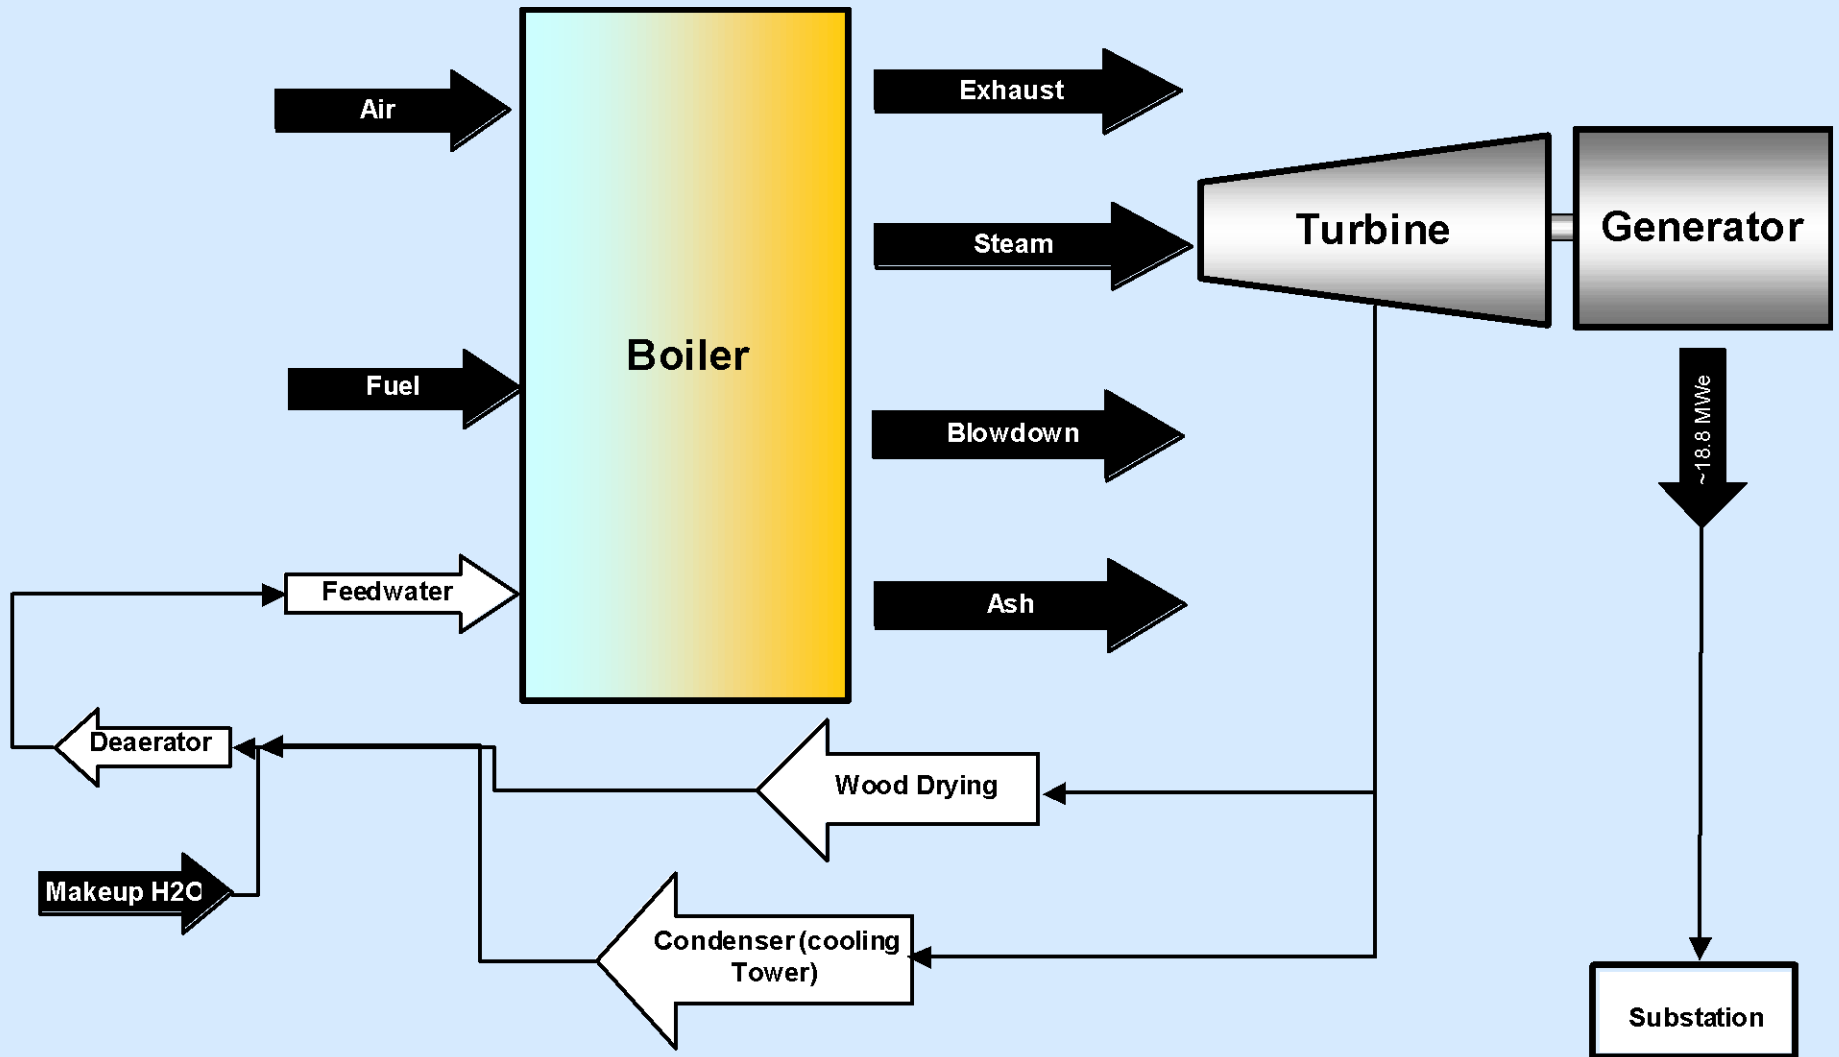 Air
Exhaust
Steam
Turbine
Generator
Boiler
Fuel
Blowdown
~18.8 MWe
Feedwater
Ash
Deaerator
Wood Drying
Makeup H2O
Condenser (cooling
Tower)
Substation